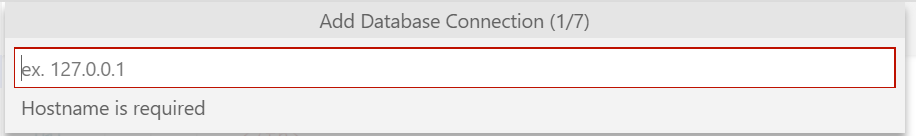 Add Database Connection (1/7)
ex. 127.0.0.1
Hostname is required